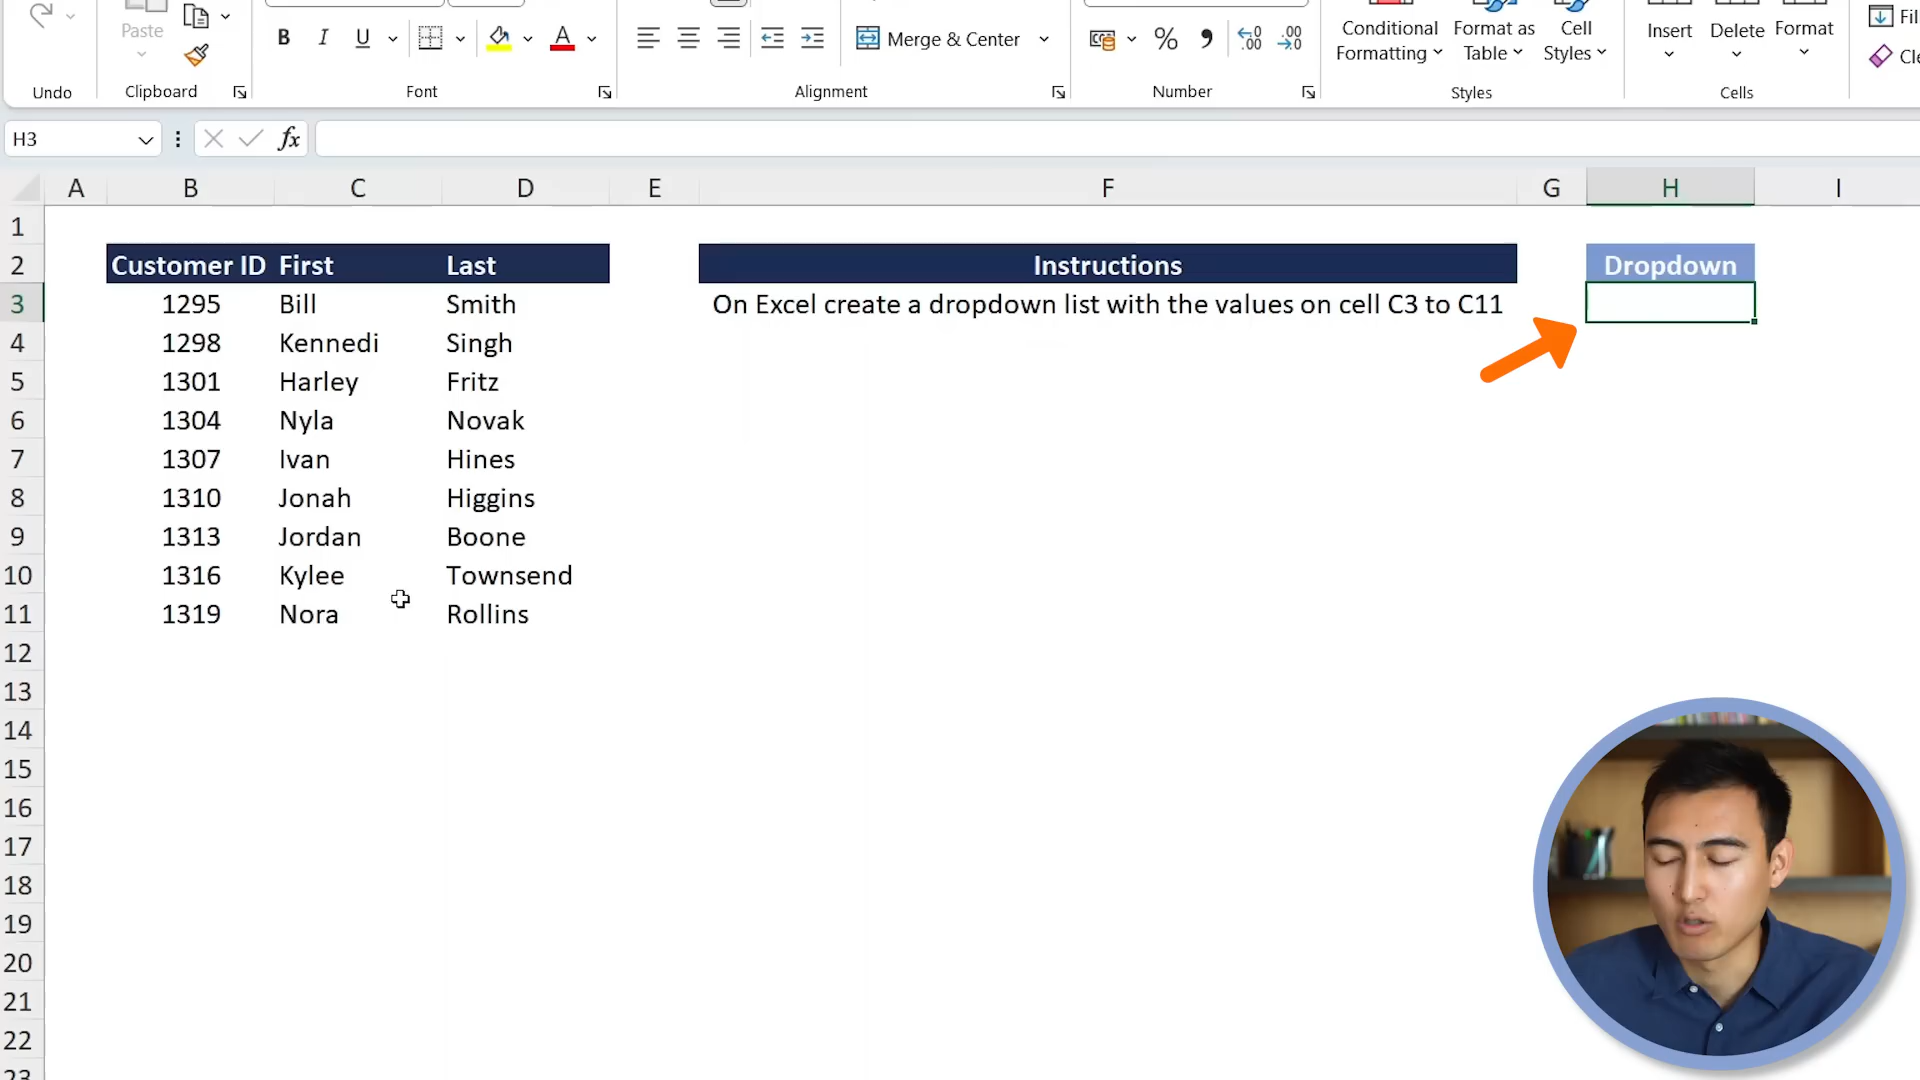 Paste
Conditional Formatting
Format as Table
Cell Styles
Insert
Delete
Format
B I U A
Merge & Center
% 9 .00 .00
Undo
Clipboard
Font
Alignment
Number
Styles
Cells
H3
fx
A B C D E F G H I
1
2 Customer ID First Last Instructions Dropdown
3 1295 Bill Smith On Excel create a dropdown list with the values on cell C3 to C11
4 1298 Kennedi Singh
5 1301 Harley Fritz
6 1304 Nyla Novak
7 1307 Ivan Hines
8 1310 Jonah Higgins
9 1313 Jordan Boone
10 1316 Kylee Townsend
11 1319 Nora Rollins
12
13
14
15
16
17
18
19
20
21
22
23